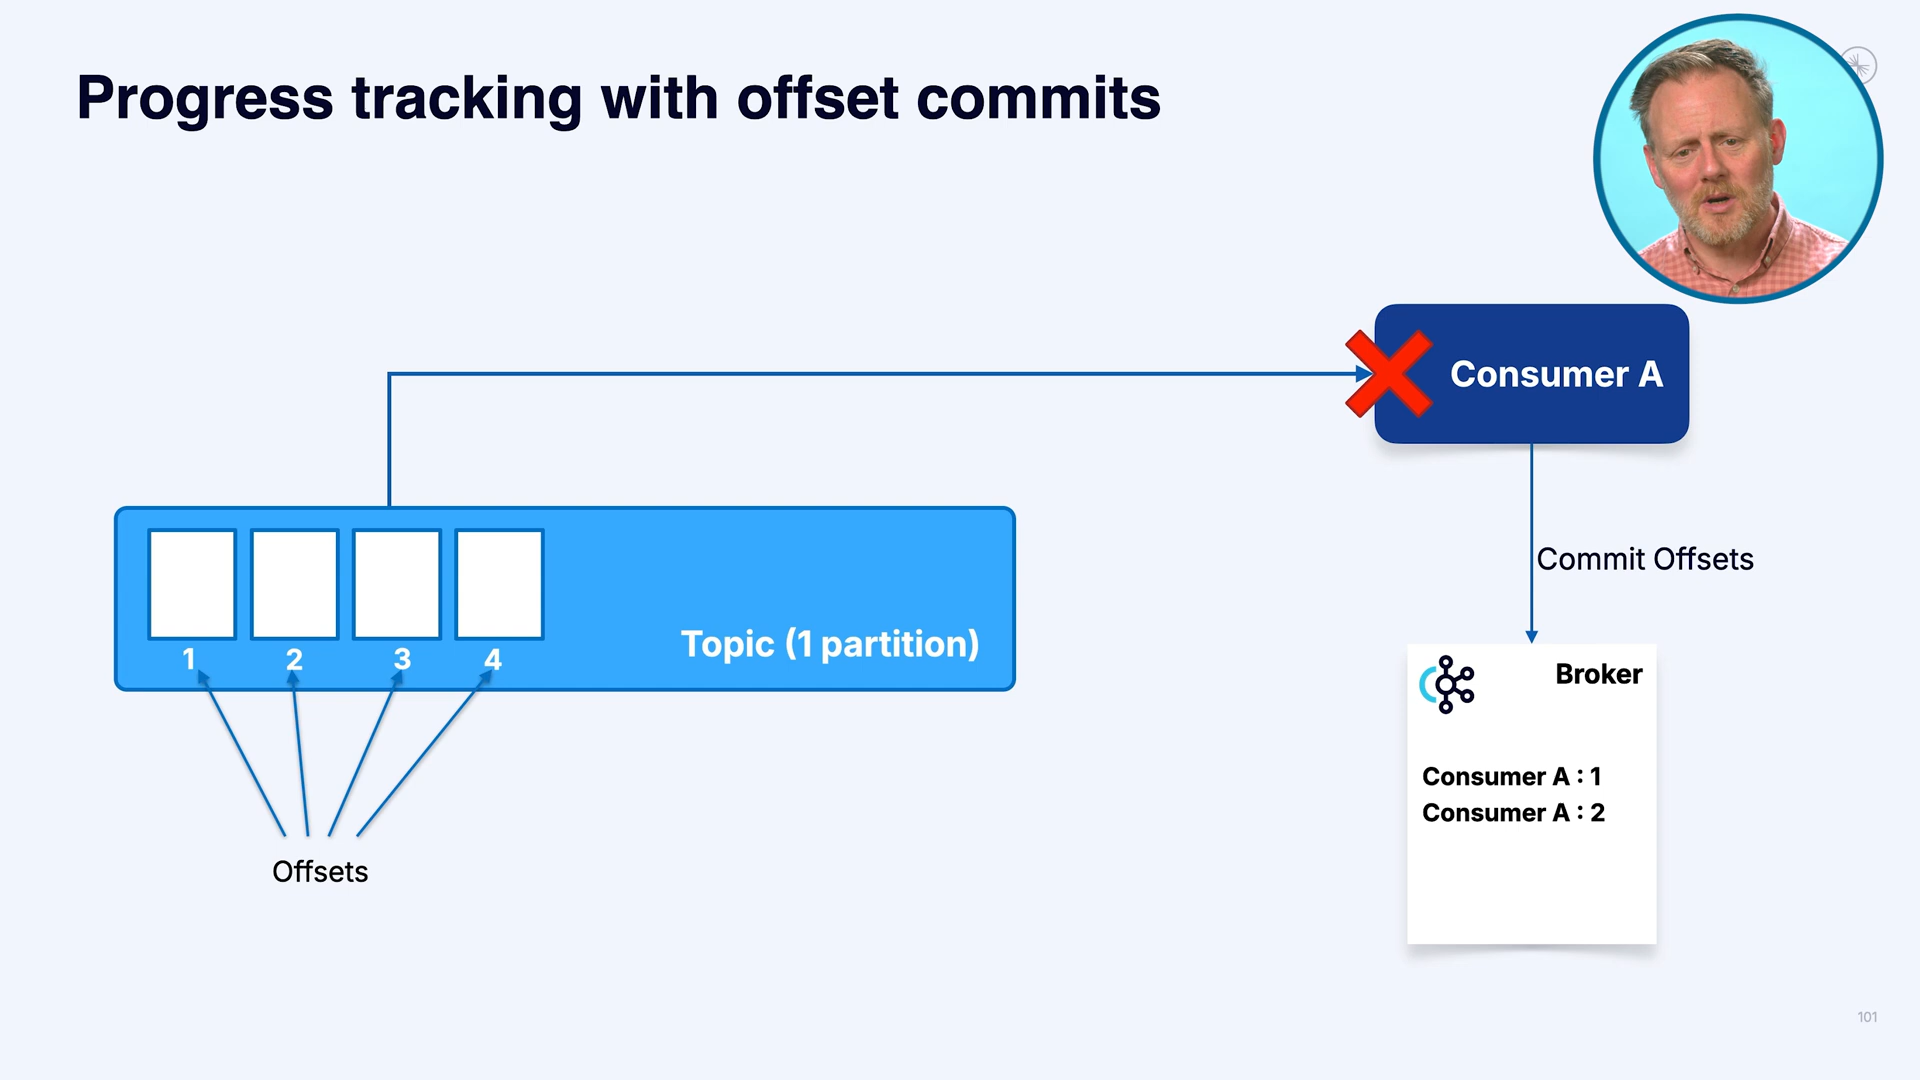 Progress tracking with offset commits
Consumer A
Commit Offsets
Topic (1 partition)
1 2 3 4
Offsets
Broker
Consumer A : 1
Consumer A : 2
101